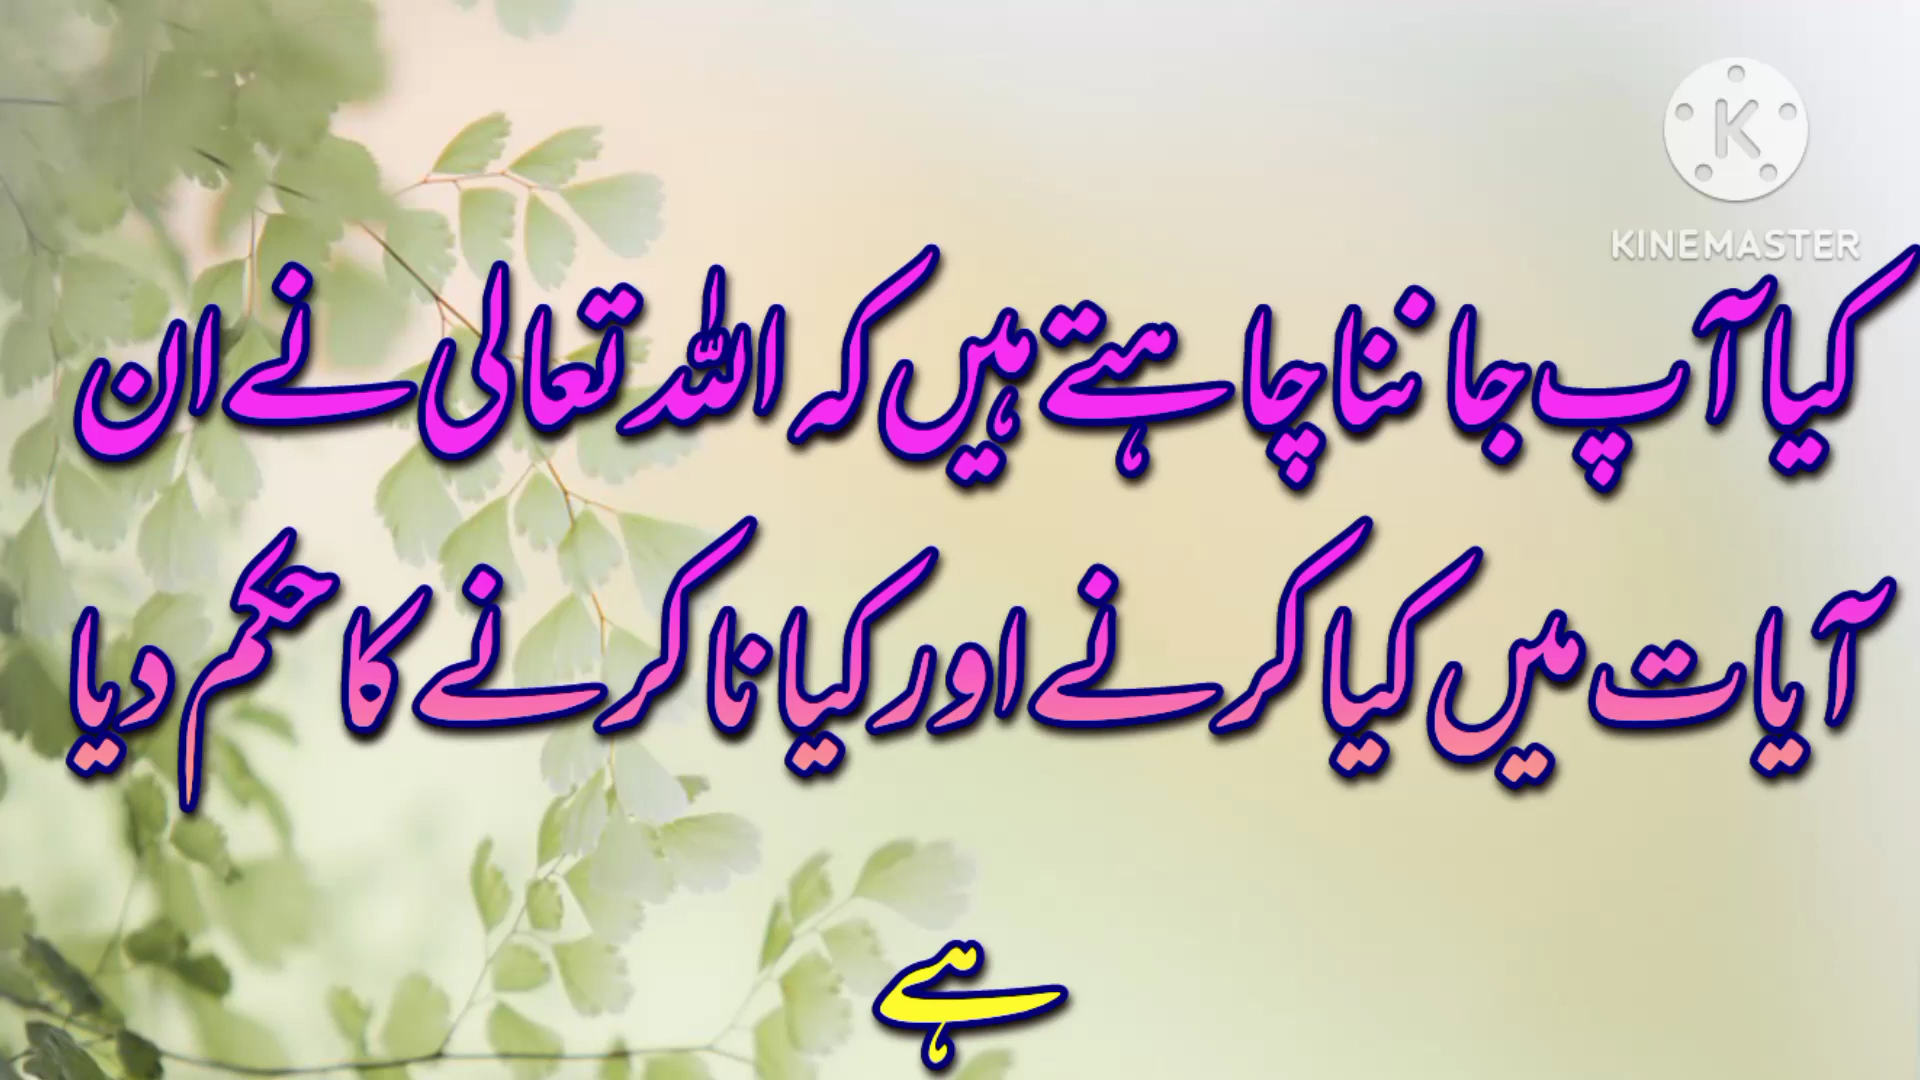 KINEMASTER
کیا آپ جاننا چاہتے ہیں کہ اللہ تعالی نے ان
آیات میں کیا کرنے اور کیا نا کرنے کا حکم دیا
ہے